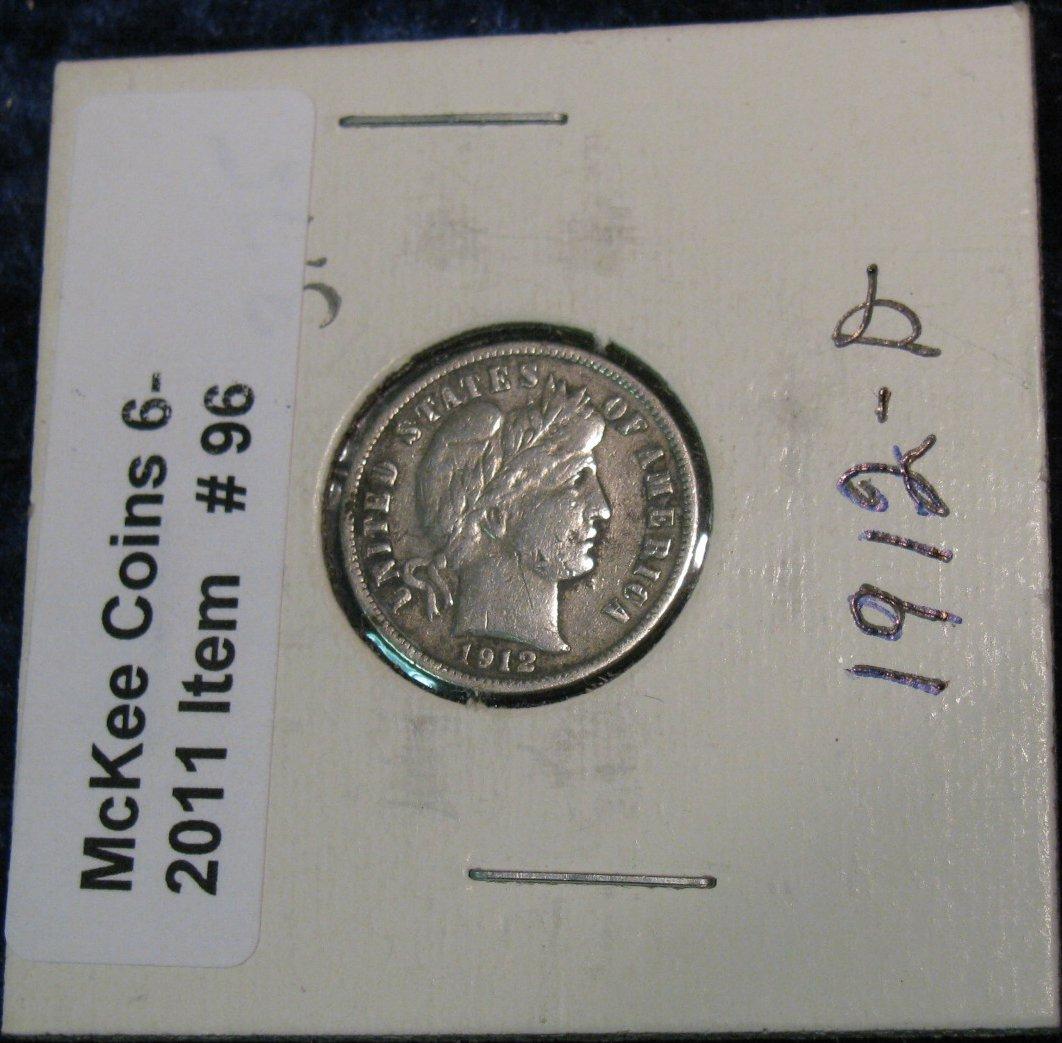 McKee Coins 6-
2011 Item # 96
UNITED STATES OF AMERICA
1912
1912-D